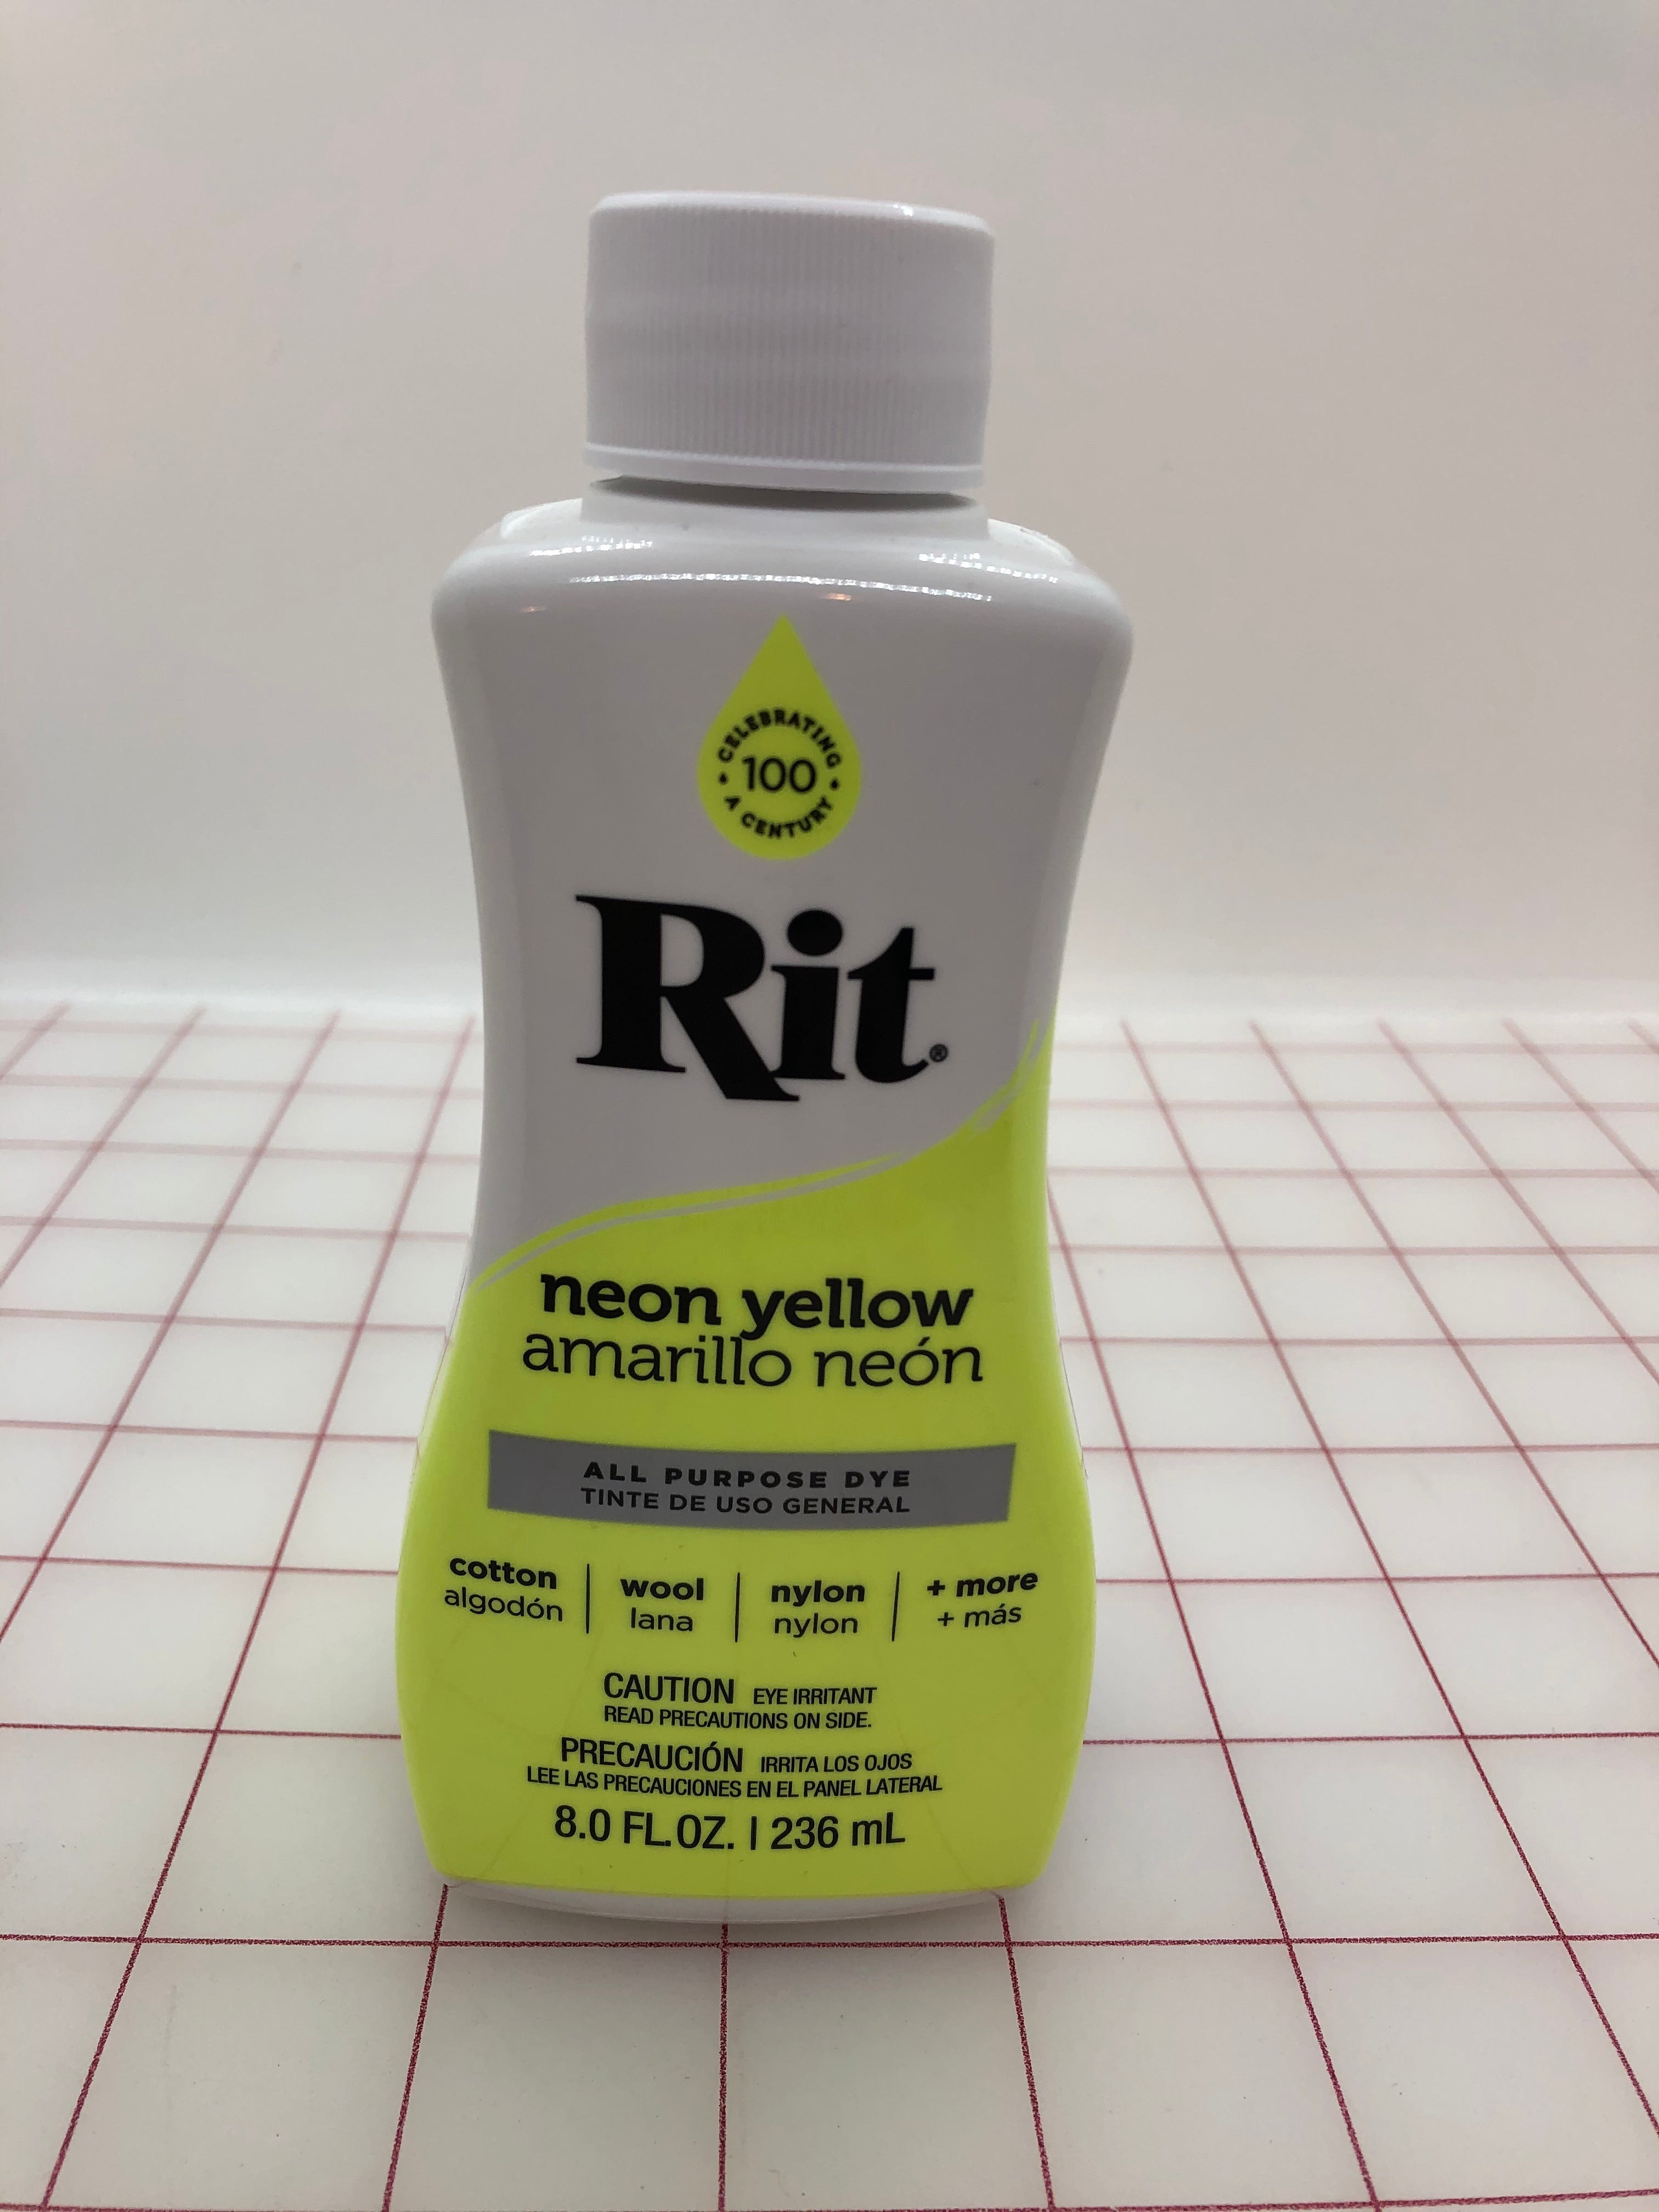 CELEBRATING
100
A CENTURY
Rit®
neon yellow
amarillo neón
ALL PURPOSE DYE
TINTE DE USO GENERAL
cotton
algodón
wool
lana
nylon
nylon
+ more
+ más
CAUTION EYE IRRITANT
READ PRECAUTIONS ON SIDE.
PRECAUCIÓN IRRITA LOS OJOS
LEE LAS PRECAUCIONES EN EL PANEL LATERAL
8.0 FL.OZ. | 236 mL